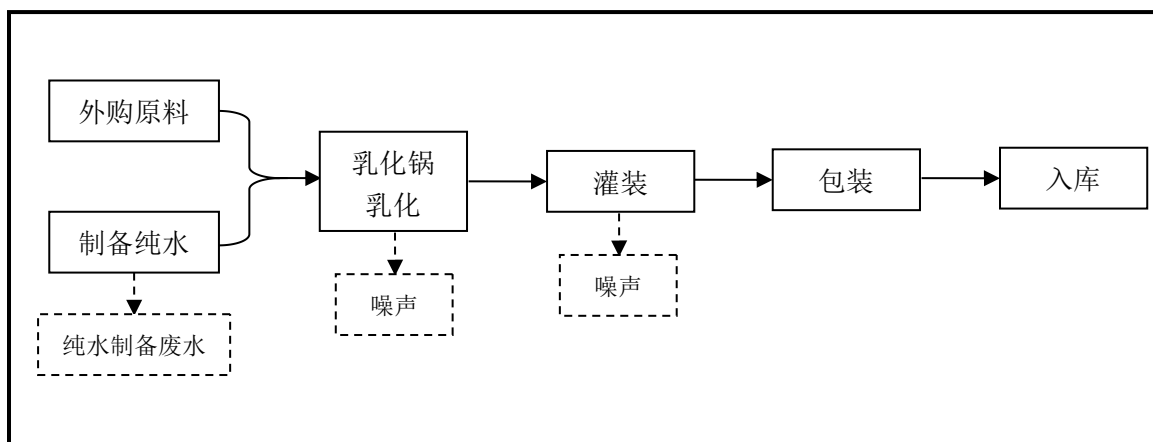 外购原料
制备纯水
纯水制备废水
乳化锅
乳化
噪声
灌装
噪声
包装
入库